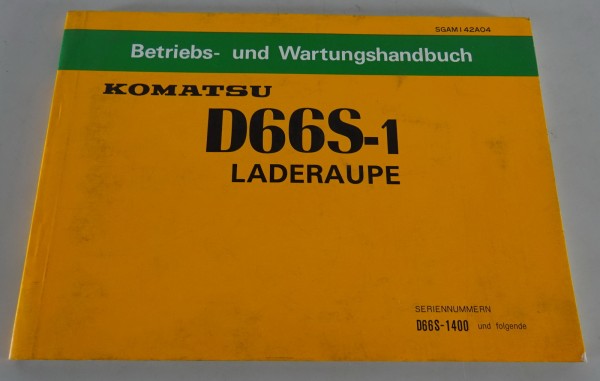 SGAM142A04
Betriebs- und Wartungshandbuch
KOMATSU
D66S-1
LADERAUPE
SERIENNUMMERN
D66S-1400 und folgende